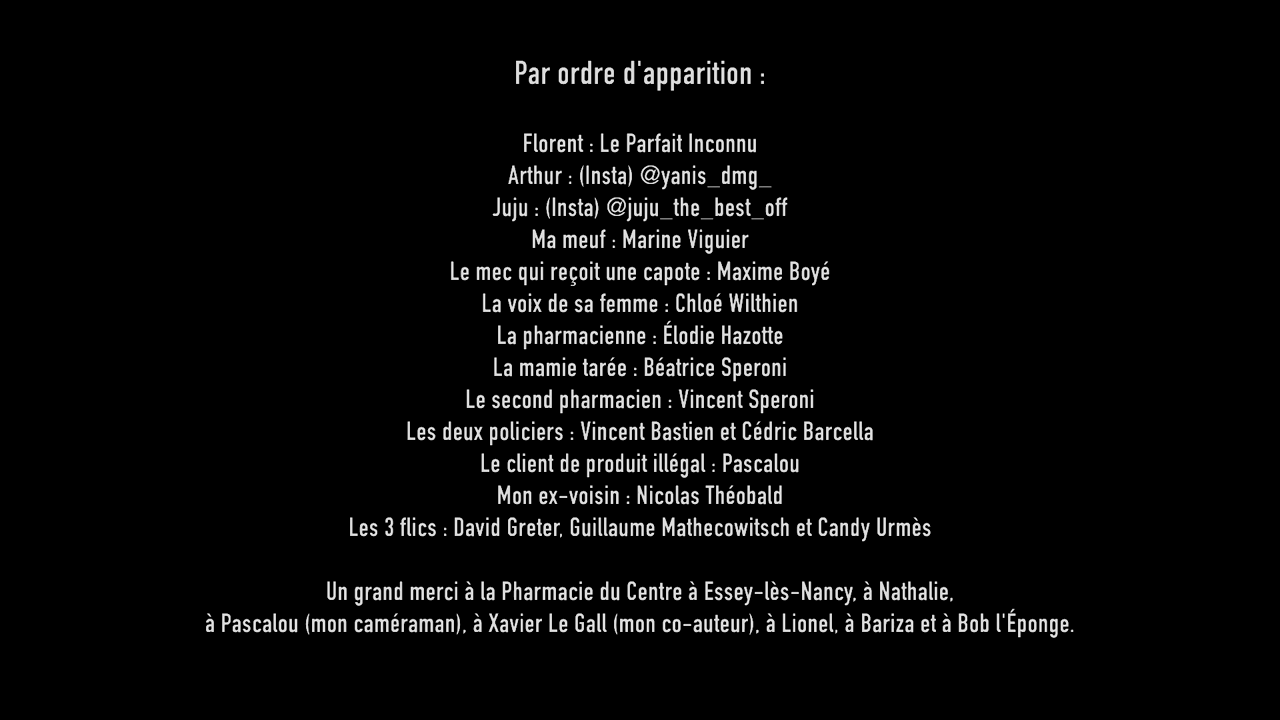 Par ordre d'apparition :
Florent : Le Parfait Inconnu
Arthur : (Insta) @yanis_dmg_
Juju : (Insta) @juju_the_best_off
Ma meuf : Marine Viguier
Le mec qui reçoit une capote : Maxime Boyé
La voix de sa femme : Chloé Wilthien
La pharmacienne : Élodie Hazotte
La mamie tarée : Béatrice Speroni
Le second pharmacien : Vincent Speroni
Les deux policiers : Vincent Bastien et Cédric Barcella
Le client de produit illégal : Pascalou
Mon ex-voisin : Nicolas Théobald
Les 3 flics : David Greter, Guillaume Mathecowitsch et Candy Urmès
Un grand merci à la Pharmacie du Centre à Essey-lès-Nancy, à Nathalie,
à Pascalou (mon caméraman), à Xavier Le Gall (mon co-auteur), à Lionel, à Bariza et à Bob l'Éponge.